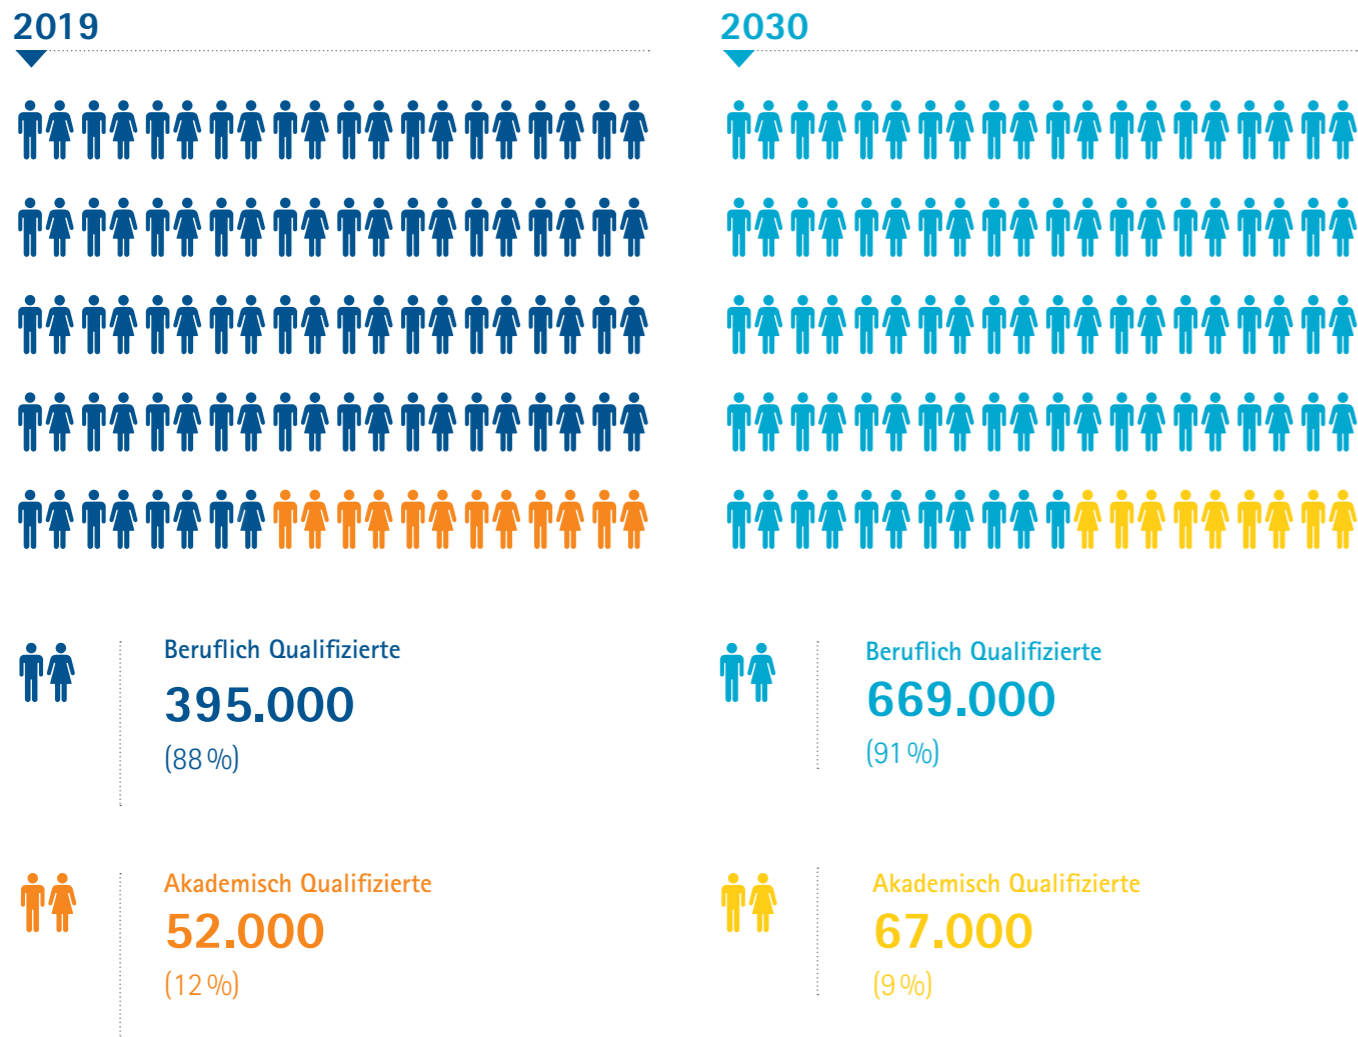 2019
Beruflich Qualifizierte
395.000
(88 %)
Akademisch Qualifizierte
52.000
(12 %)
2030
Beruflich Qualifizierte
669.000
(91 %)
Akademisch Qualifizierte
67.000
(9 %)